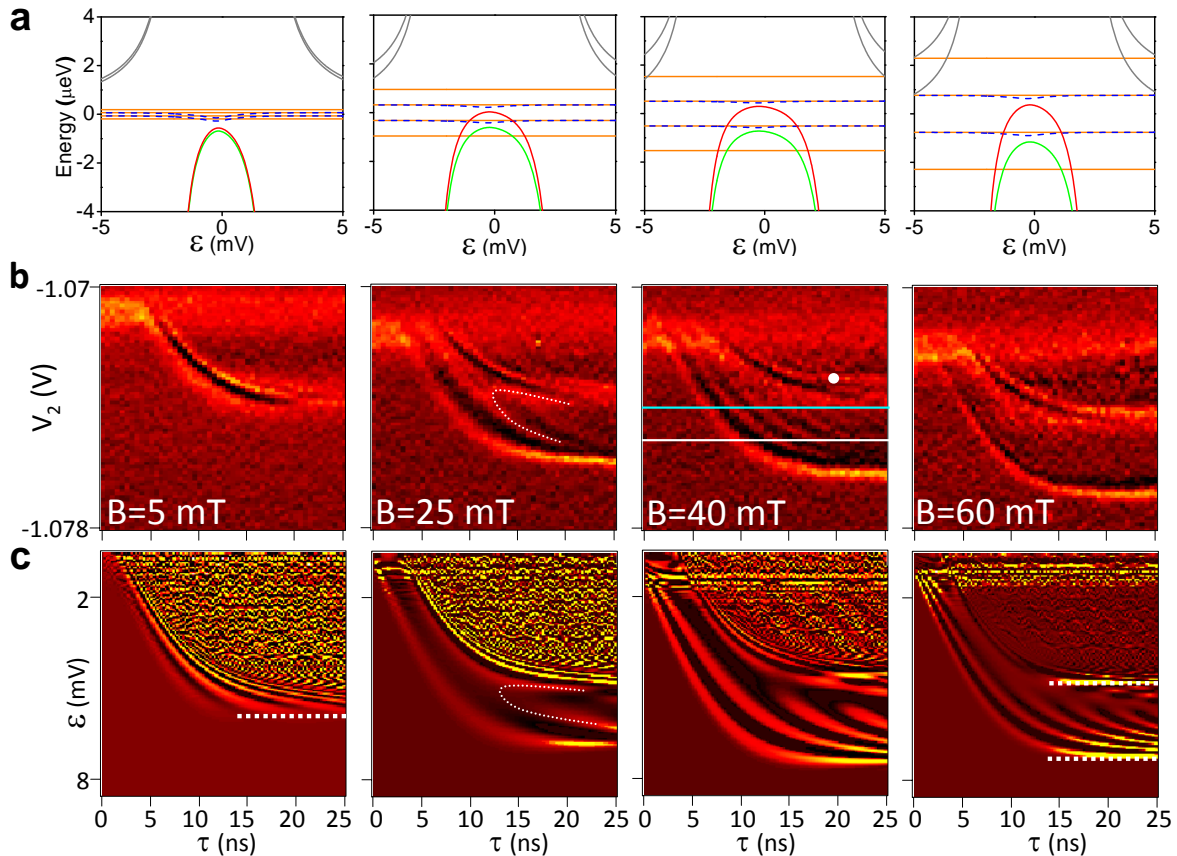 a
Energy (μeV)
4
2
0
-2
-4
-5 0 5
-5 0 5
-5 0 5
-5 0 5
ε (mV)
ε (mV)
ε (mV)
ε (mV)
b
-1.07
V2 (V)
-1.078
B=5 mT
B=25 mT
B=40 mT
B=60 mT
c
2
ε (mV)
8
0 5 10 15 20 25
0 5 10 15 20 25
0 5 10 15 20 25
0 5 10 15 20 25
τ (ns)
τ (ns)
τ (ns)
τ (ns)